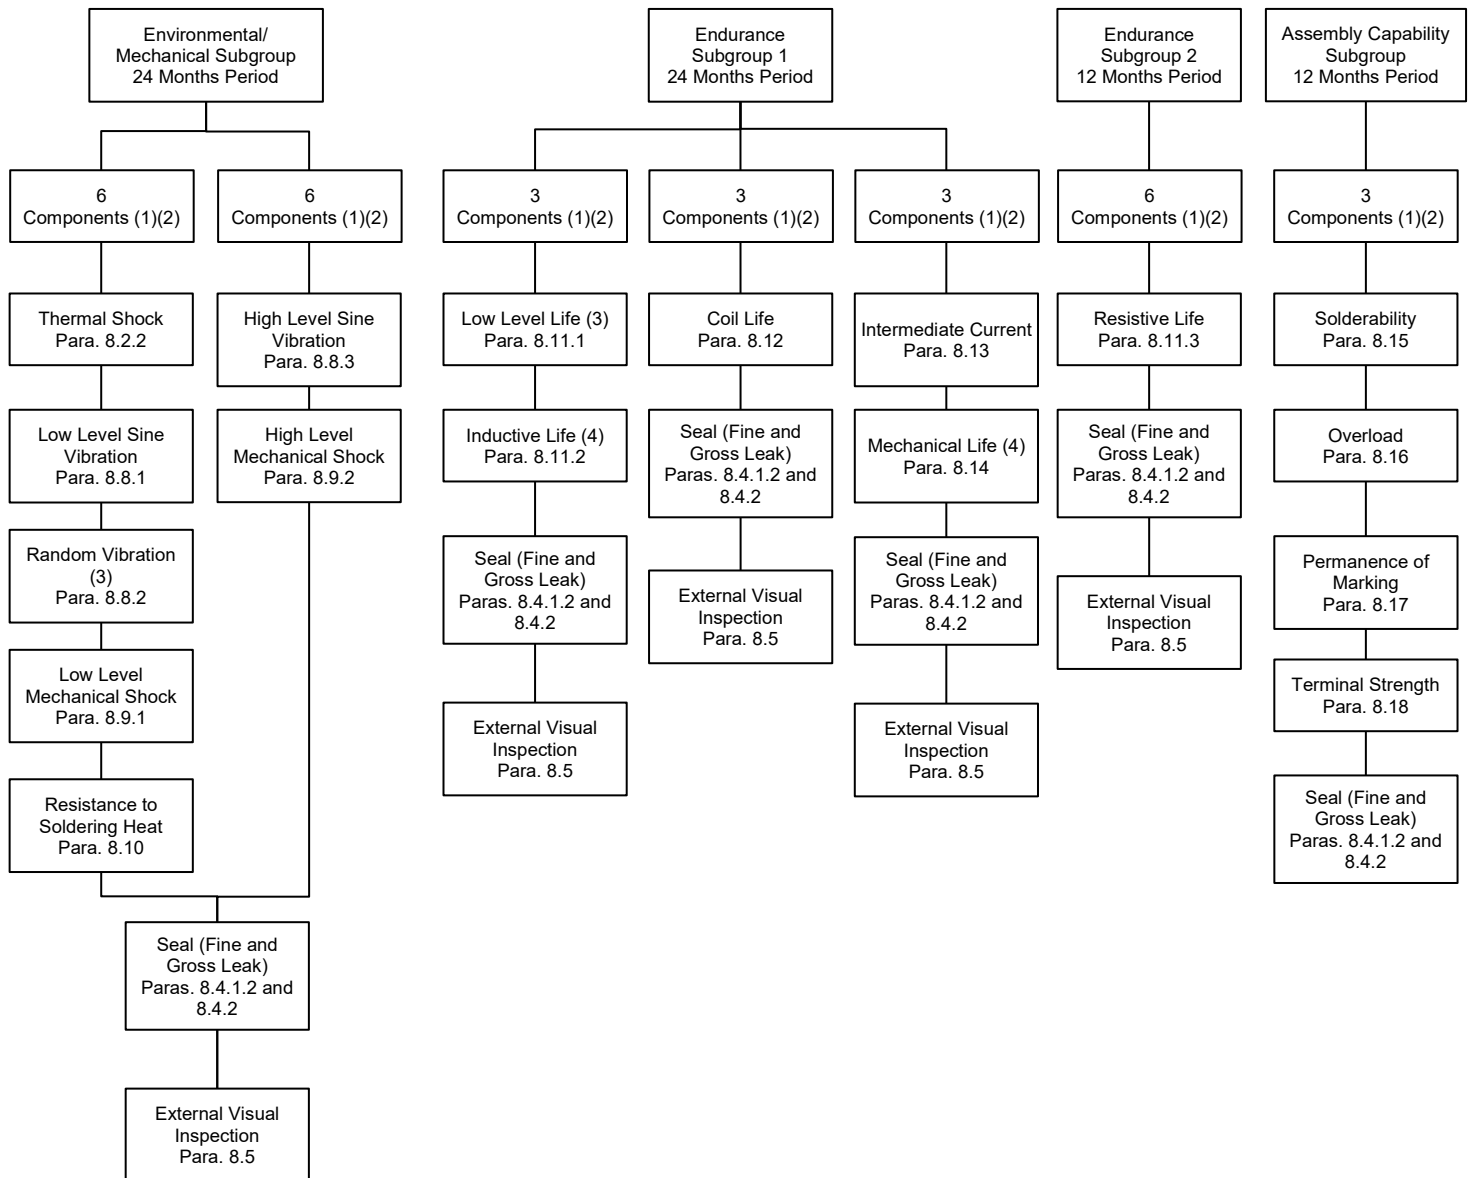 Environmental/
Mechanical Subgroup
24 Months Period
Endurance
Subgroup 1
24 Months Period
Endurance
Subgroup 2
12 Months Period
Assembly Capability
Subgroup
12 Months Period
6
Components (1)(2)
6
Components (1)(2)
3
Components (1)(2)
3
Components (1)(2)
3
Components (1)(2)
6
Components (1)(2)
3
Components (1)(2)
Thermal Shock
Para. 8.2.2
High Level Sine
Vibration
Para. 8.8.3
Low Level Life (3)
Para. 8.11.1
Coil Life
Para. 8.12
Intermediate Current
Para. 8.13
Resistive Life
Para. 8.11.3
Solderability
Para. 8.15
Low Level Sine
Vibration
Para. 8.8.1
High Level
Mechanical Shock
Para. 8.9.2
Inductive Life (4)
Para. 8.11.2
Seal (Fine and
Gross Leak)
Paras. 8.4.1.2 and
8.4.2
Mechanical Life (4)
Para. 8.14
Seal (Fine and
Gross Leak)
Paras. 8.4.1.2 and
8.4.2
Overload
Para. 8.16
Random Vibration
(3)
Para. 8.8.2
Seal (Fine and
Gross Leak)
Paras. 8.4.1.2 and
8.4.2
External Visual
Inspection
Para. 8.5
Seal (Fine and
Gross Leak)
Paras. 8.4.1.2 and
8.4.2
External Visual
Inspection
Para. 8.5
Permanence of
Marking
Para. 8.17
Low Level
Mechanical Shock
Para. 8.9.1
External Visual
Inspection
Para. 8.5
External Visual
Inspection
Para. 8.5
Terminal Strength
Para. 8.18
Resistance to
Soldering Heat
Para. 8.10
Seal (Fine and
Gross Leak)
Paras. 8.4.1.2 and
8.4.2
Seal (Fine and
Gross Leak)
Paras. 8.4.1.2 and
8.4.2
External Visual
Inspection
Para. 8.5